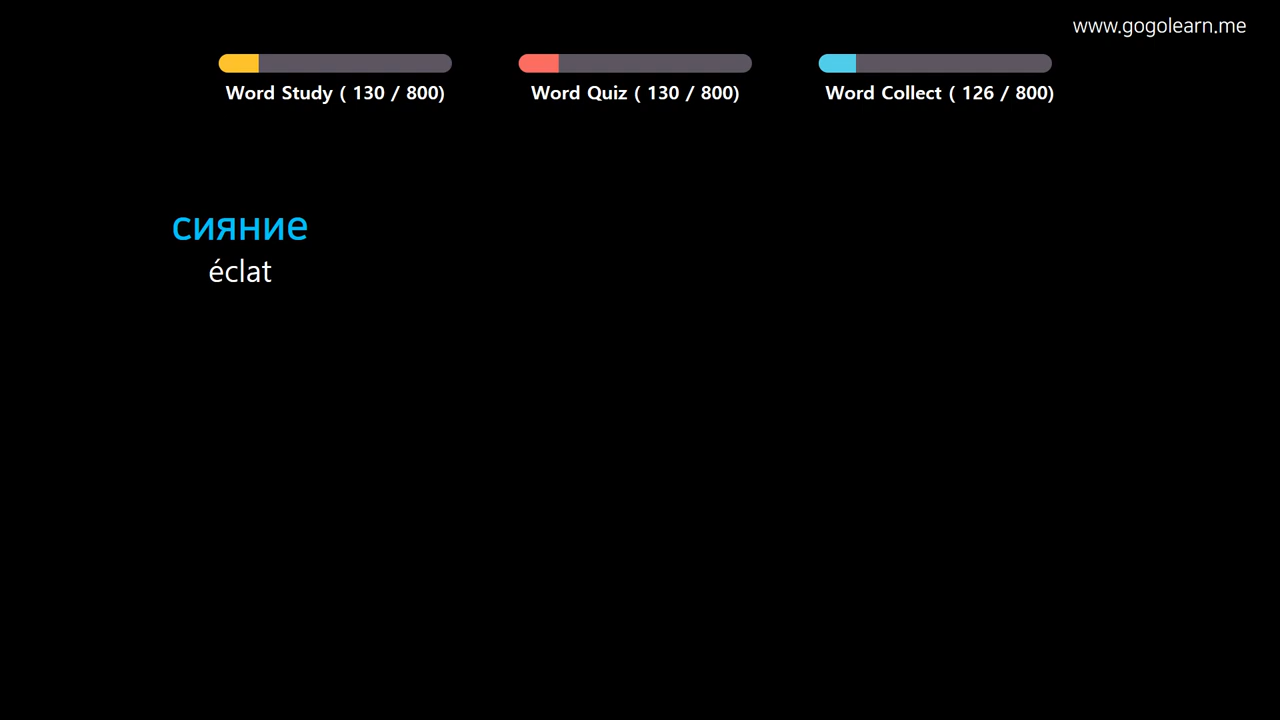 www.gogolearn.me
Word Study ( 130 / 800)
Word Quiz ( 130 / 800)
Word Collect ( 126 / 800)
сияние
éclat